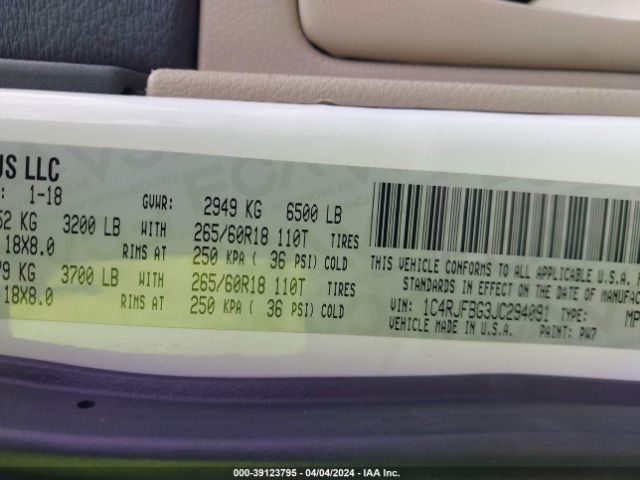 US LLC
1-18
GVWR: 2949 KG 6500 LB
52 KG 3200 LB WITH 265/60R18 110T TIRES
18X8.0 RIMS AT 250 KPA ( 36 PSI) COLD
79 KG 3700 LB WITH 265/60R18 110T TIRES
18X8.0 RIMS AT 250 KPA ( 36 PSI) COLD
THIS VEHICLE CONFORMS TO ALL APPLICABLE U.S.A.
STANDARDS IN EFFECT ON THE DATE OF MANUFAC
VIN: 1C4RJFBG3JC294091 TYPE: MP
VEHICLE MADE IN U.S.A. PAINT: PW7
000-39123795 - 04/04/2024 - IAA Inc.